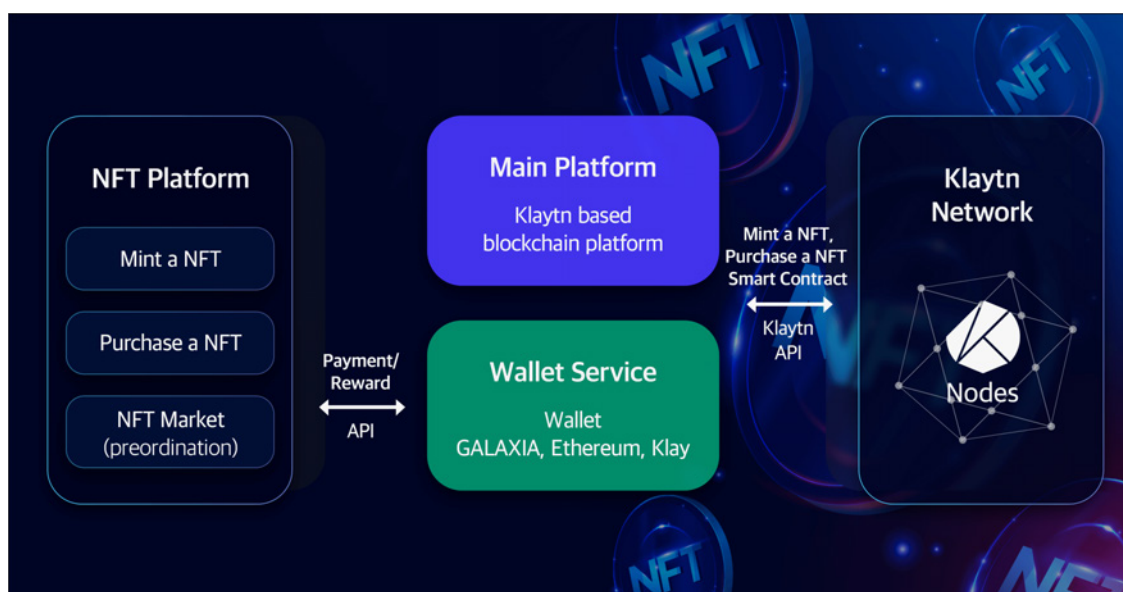 NFT
NFT
NFT Platform
Mint a NFT
Purchase a NFT
NFT Market
(preordination)
Payment/
Reward
API
Main Platform
Klaytn based
blockchain platform
Wallet Service
Wallet
GALAXIA, Ethereum, Klay
Mint a NFT,
Purchase a NFT
Smart Contract
Klaytn
API
Klaytn
Network
Nodes
NFT
NFT
NFT